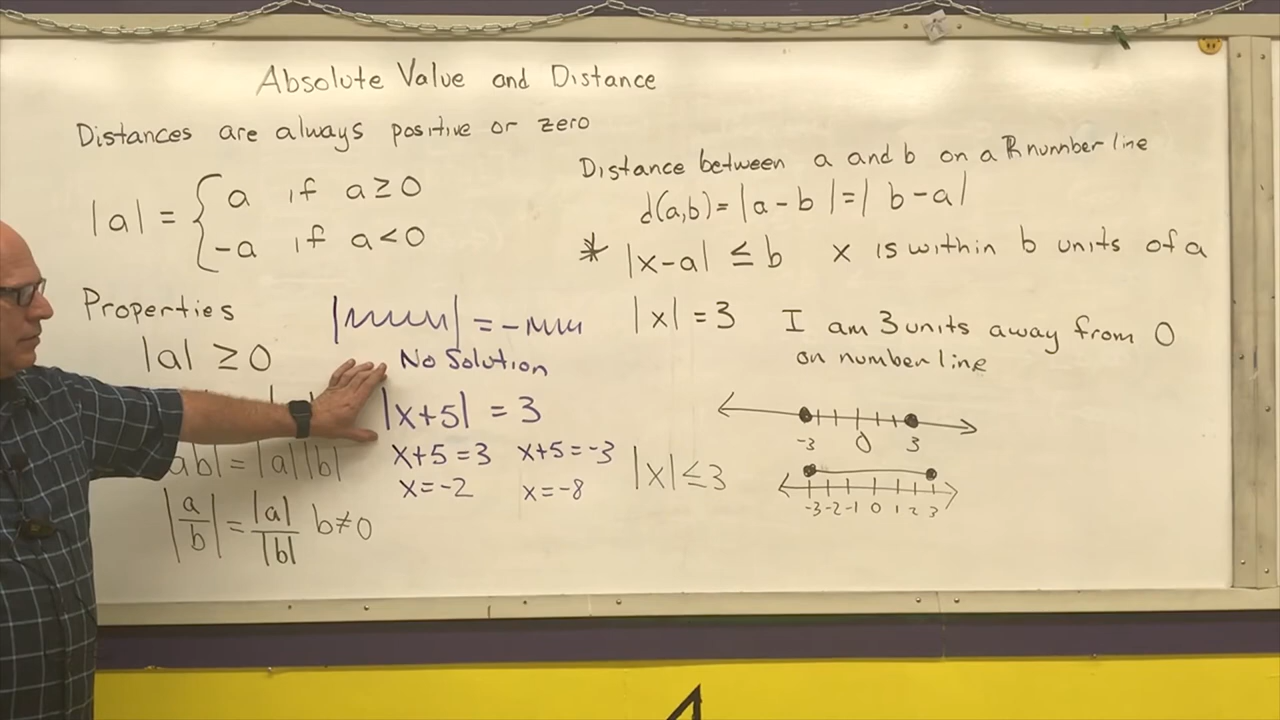 Absolute Value and Distance
Distances are always positive or zero
|a| = { a if a ≥ 0
-a if a < 0
Properties
|a| ≥ 0
ab| = |a||b|
|a/b| = |a|/|b| b≠0
= -
No Solution
|x+5| = 3
x+5=3 x+5=-3
x=-2 x=-8
Distance between a and b on a R number line
d(a,b) = |a-b| = |b-a|
* |x-a| ≤ b x is within b units of a
|x| = 3 I am 3 units away from 0
on number line
-3 0 3
|x| ≤ 3
-3 -2 -1 0 1 2 3